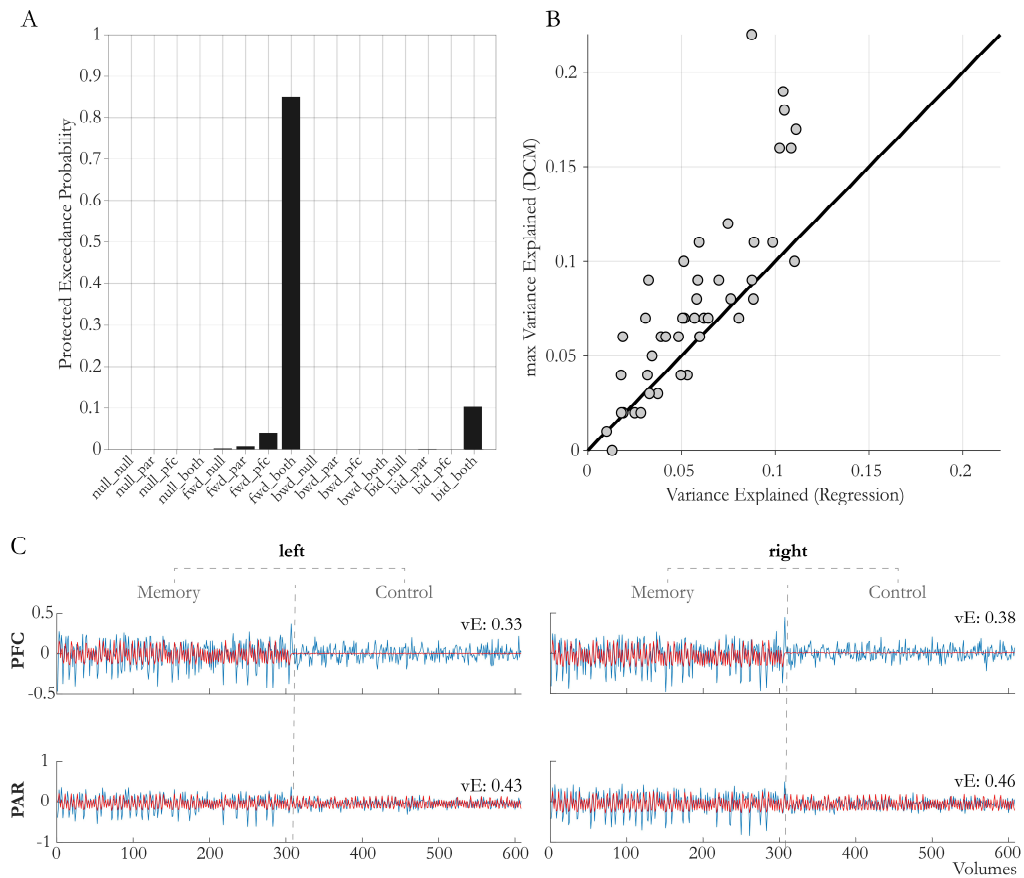 A
Protected Exceedance Probability
1
0.9
0.8
0.7
0.6
0.5
0.4
0.3
0.2
0.1
0
null_null
null_par
null_pfc
null_both
fwd_null
fwd_par
fwd_pfc
fwd_both
bwd_null
bwd_par
bwd_pfc
bwd_both
bid_null
bid_par
bid_pfc
bid_both
B
max Variance Explained (DCM)
0.2
0.15
0.1
0.05
0
0 0.05 0.1 0.15 0.2
Variance Explained (Regression)
C
left
Memory Control
PFC
0.5
0
-0.5
vE: 0.33
PAR
1
0
-1
vE: 0.43
0 100 200 300 400 500 600
right
Memory Control
vE: 0.38
vE: 0.46
0 100 200 300 400 500 600
Volumes